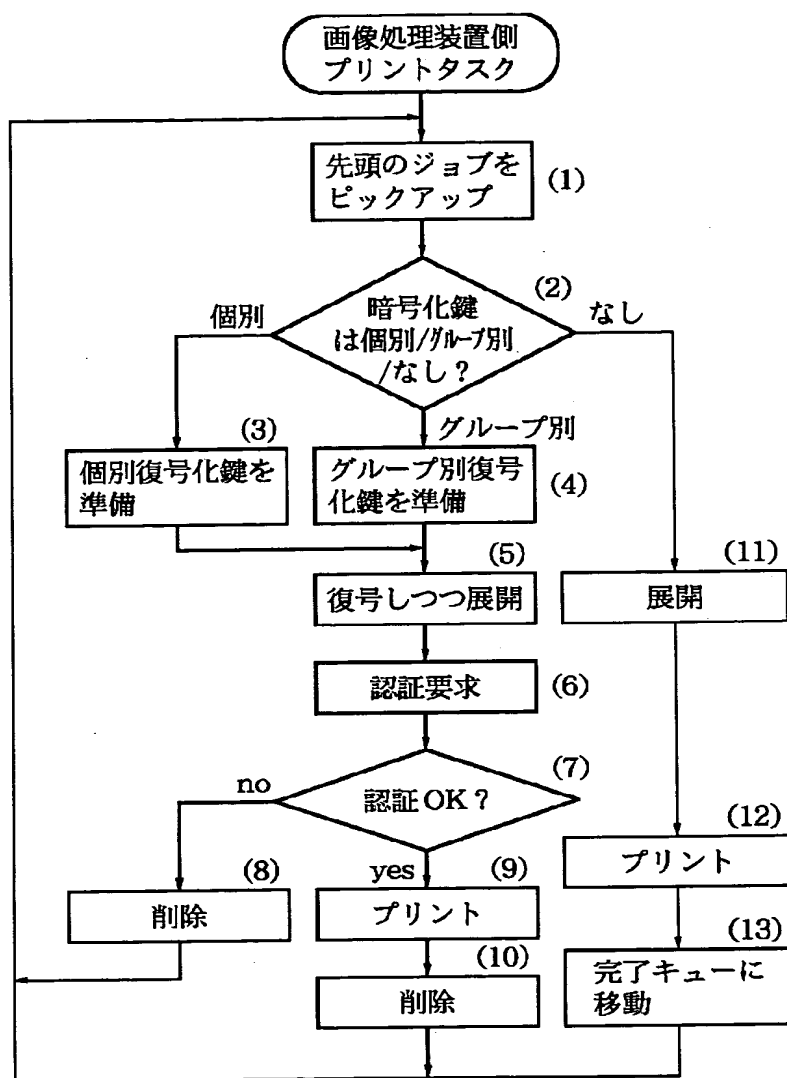 画像処理装置側
プリントタスク
先頭のジョブを
ピックアップ
(1)
(2)
暗号化鍵
は個別/グループ別
/なし？
個別
なし
グループ別
(3)
個別復号化鍵を
準備
グループ別復号
化鍵を準備
(4)
(5)
復号しつつ展開
(11)
展開
認証要求
(6)
(7)
認証OK？
no
yes
(8)
削除
(9)
プリント
(12)
プリント
(10)
削除
(13)
完了キューに
移動